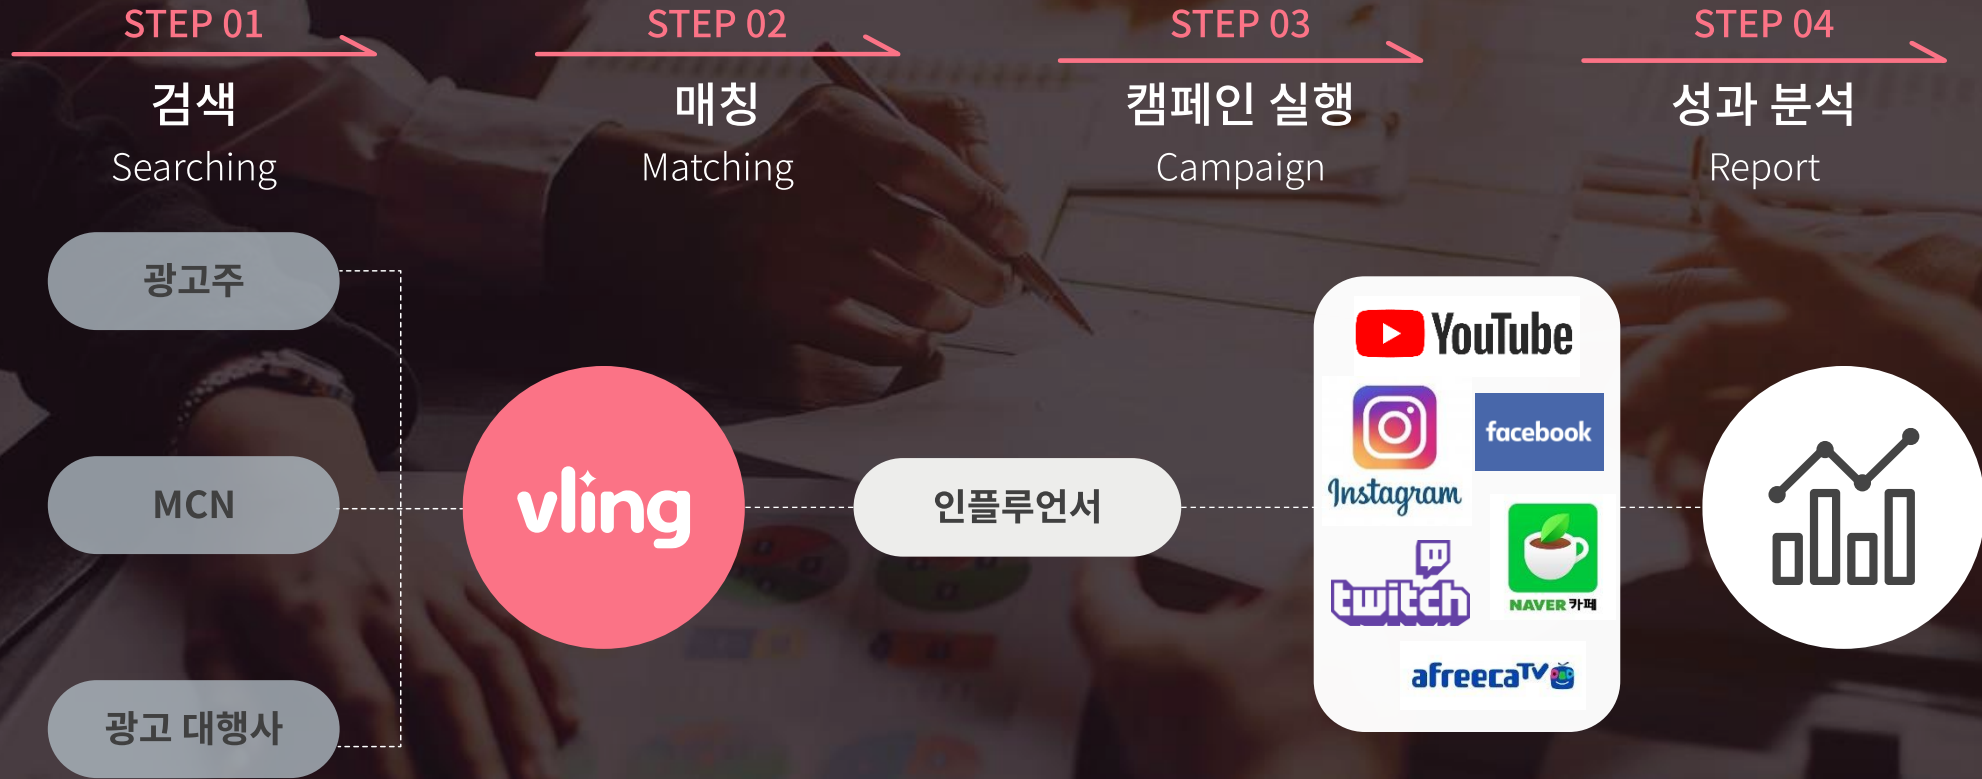 STEP 01
검색
Searching
STEP 02
매칭
Matching
STEP 03
캠페인 실행
Campaign
STEP 04
성과 분석
Report
광고주
MCN
광고 대행사
vling
인플루언서
YouTube
Instagram
facebook
twitch
NAVER 카페
afreecaTV